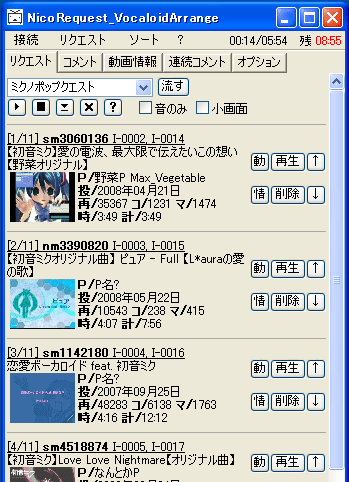 NicoRequest_VocaloidArrange
接続 リクエスト ソート ? 00:14/05:54 残 08:55
リクエスト コメント 動画情報 連続コメント オプション
ミクノポップクエスト 流す
? 音のみ 小画面
[1/11] sm3060136 I-0002, I-0014
【初音ミク】愛の電波、最大限で伝えたいこの想い
【野菜オリジナル】
P/野菜P Max Vegetable
投/2008年04月21日
再/35367 コ/1231 マ/1474
時/3:49 計/3:49
動 再生 ↑
情 削除 ↓
[2/11] nm3390820 I-0003, I-0015
【初音ミクオリジナル曲】 ピュア - Full 【L*auraの愛
の歌】
ピュア
P/P名?
投/2008年05月22日
再/10543 コ/238 マ/415
時/4:07 計/7:56
動 再生 ↑
情 削除 ↓
[3/11] sm1142180 I-0004, I-0016
恋愛ボーカロイド feat. 初音ミク
P/P名?
投/2007年09月25日
再/48283 コ/6138 マ/1763
時/4:16 計/12:12
動 再生 ↑
情 削除 ↓
[4/11] sm4518874 I-0005, I-0017
【初音ミク】Love Love Nightmare【オリジナル曲】
P/なんとかP
動 再生 ↑